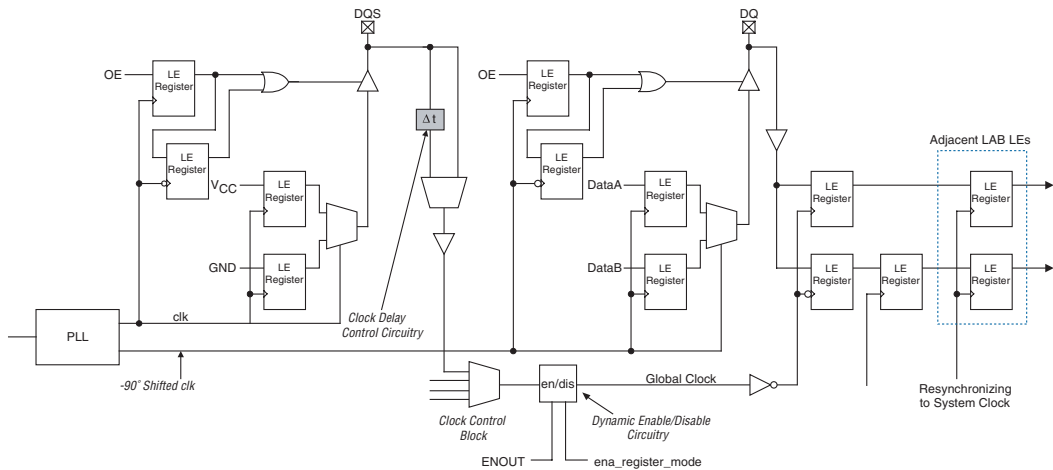 DQS
DQ
OE
LE
Register
OE
LE
Register
Δt
Adjacent LAB LEs
LE
Register
LE
Register
VCC
LE
Register
DataA
LE
Register
LE
Register
LE
Register
GND
LE
Register
DataB
LE
Register
LE
Register
LE
Register
LE
Register
clk
Clock Delay
Control Circuitry
PLL
-90° Shifted clk
en/dis
Global Clock
Resynchronizing
to System Clock
Clock Control
Block
Dynamic Enable/Disable
Circuitry
ENOUT
ena_register_mode